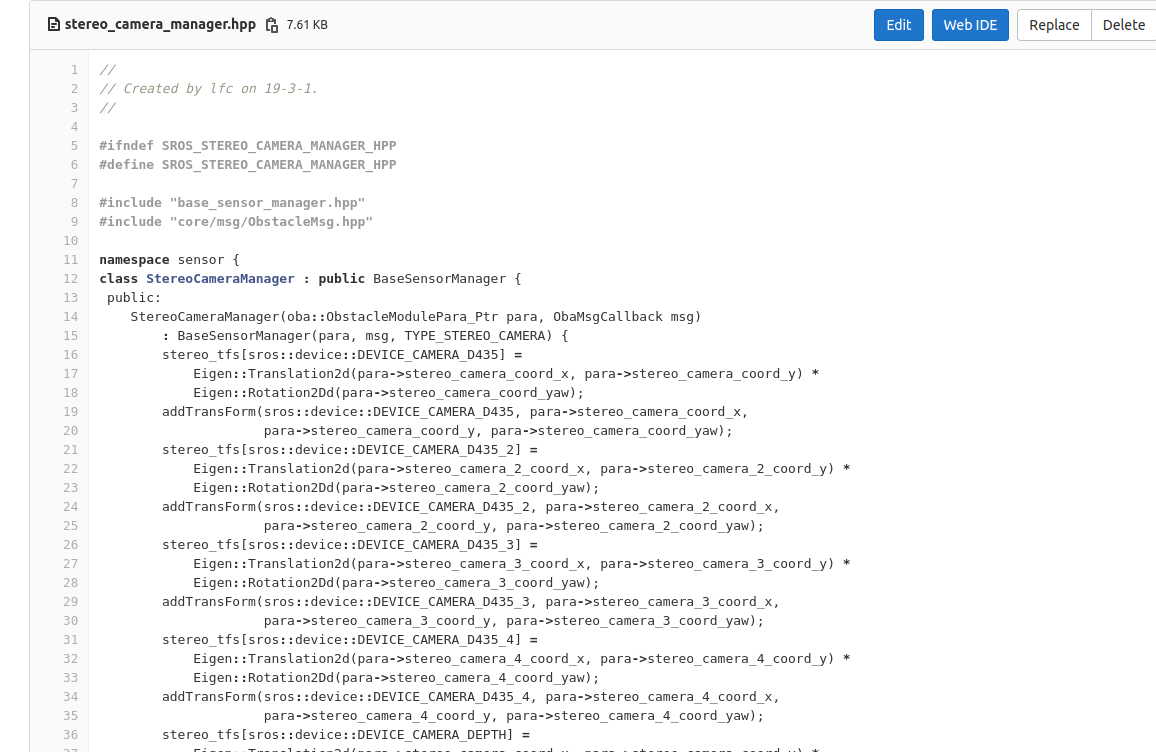 stereo_camera_manager.hpp 7.61 KB Edit Web IDE Replace Delete
1 //
2 // Created by lfc on 19-3-1.
3 //
4
5 #ifndef SROS_STEREO_CAMERA_MANAGER_HPP
6 #define SROS_STEREO_CAMERA_MANAGER_HPP
7
8 #include "base_sensor_manager.hpp"
9 #include "core/msg/ObstacleMsg.hpp"
10
11 namespace sensor {
12 class StereoCameraManager : public BaseSensorManager {
13  public:
14     StereoCameraManager(oba::ObstacleModulePara_Ptr para, ObaMsgCallback msg)
15         : BaseSensorManager(para, msg, TYPE_STEREO_CAMERA) {
16         stereo_tfs[sros::device::DEVICE_CAMERA_D435] =
17             Eigen::Translation2d(para->stereo_camera_coord_x, para->stereo_camera_coord_y) *
18             Eigen::Rotation2Dd(para->stereo_camera_coord_yaw);
19         addTransForm(sros::device::DEVICE_CAMERA_D435, para->stereo_camera_coord_x,
20                      para->stereo_camera_coord_y, para->stereo_camera_coord_yaw);
21         stereo_tfs[sros::device::DEVICE_CAMERA_D435_2] =
22             Eigen::Translation2d(para->stereo_camera_2_coord_x, para->stereo_camera_2_coord_y) *
23             Eigen::Rotation2Dd(para->stereo_camera_2_coord_yaw);
24         addTransForm(sros::device::DEVICE_CAMERA_D435_2, para->stereo_camera_2_coord_x,
25                      para->stereo_camera_2_coord_y, para->stereo_camera_2_coord_yaw);
26         stereo_tfs[sros::device::DEVICE_CAMERA_D435_3] =
27             Eigen::Translation2d(para->stereo_camera_3_coord_x, para->stereo_camera_3_coord_y) *
28             Eigen::Rotation2Dd(para->stereo_camera_3_coord_yaw);
29         addTransForm(sros::device::DEVICE_CAMERA_D435_3, para->stereo_camera_3_coord_x,
30                      para->stereo_camera_3_coord_y, para->stereo_camera_3_coord_yaw);
31         stereo_tfs[sros::device::DEVICE_CAMERA_D435_4] =
32             Eigen::Translation2d(para->stereo_camera_4_coord_x, para->stereo_camera_4_coord_y) *
33             Eigen::Rotation2Dd(para->stereo_camera_4_coord_yaw);
34         addTransForm(sros::device::DEVICE_CAMERA_D435_4, para->stereo_camera_4_coord_x,
35                      para->stereo_camera_4_coord_y, para->stereo_camera_4_coord_yaw);
36         stereo_tfs[sros::device::DEVICE_CAMERA_DEPTH] =